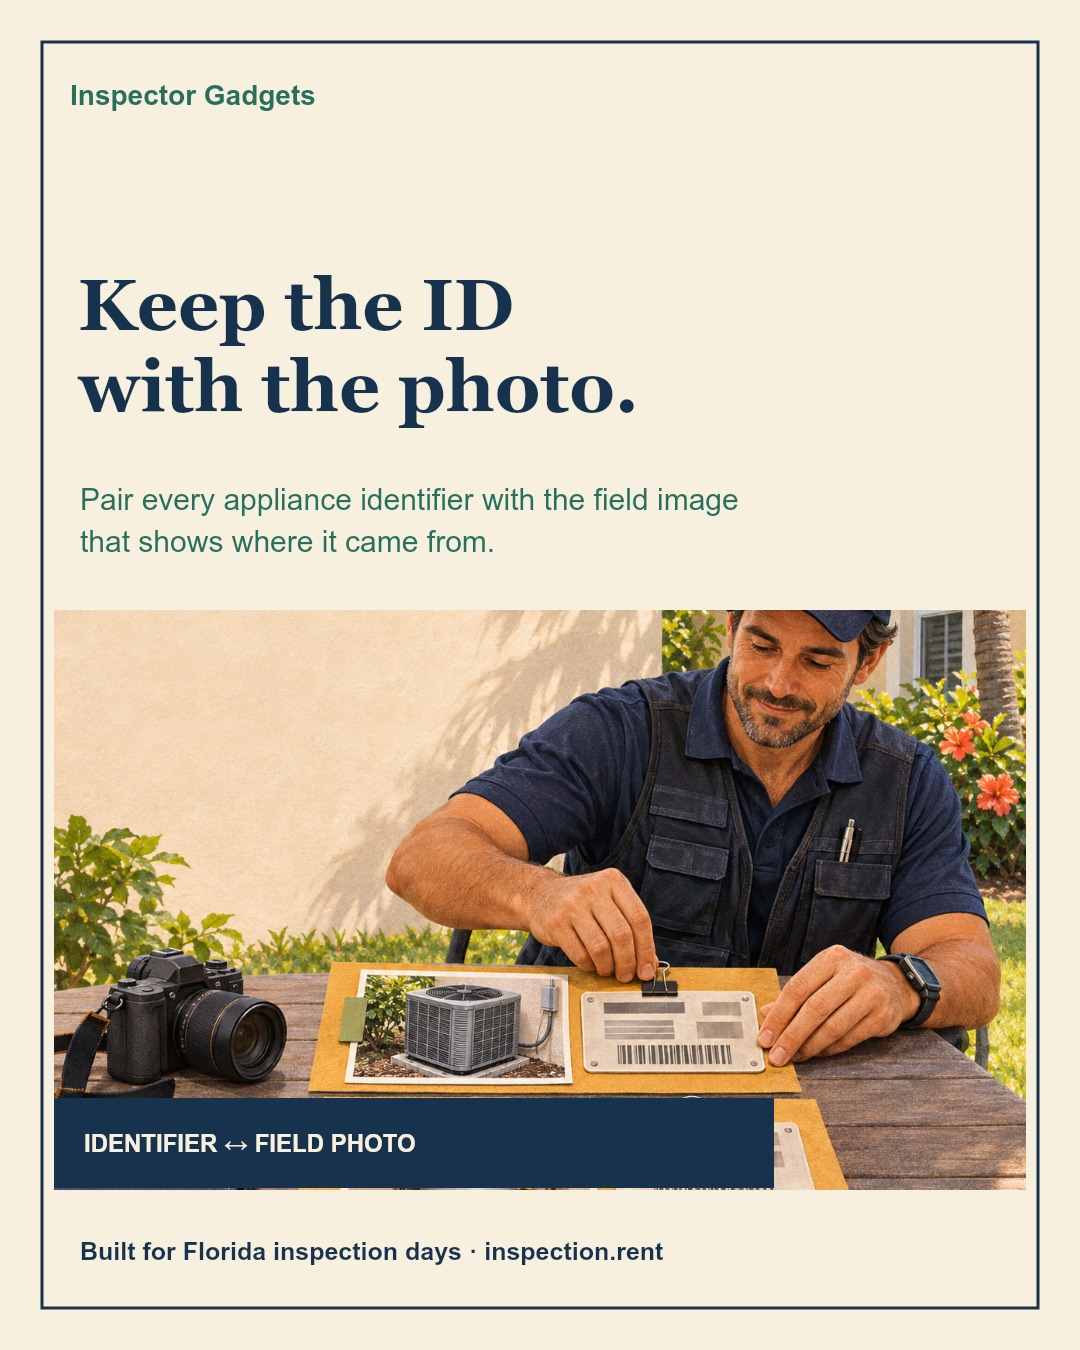 Inspector Gadgets
Keep the ID
with the photo.
Pair every appliance identifier with the field image
that shows where it came from.
IDENTIFIER ↔ FIELD PHOTO
Built for Florida inspection days · inspection.rent